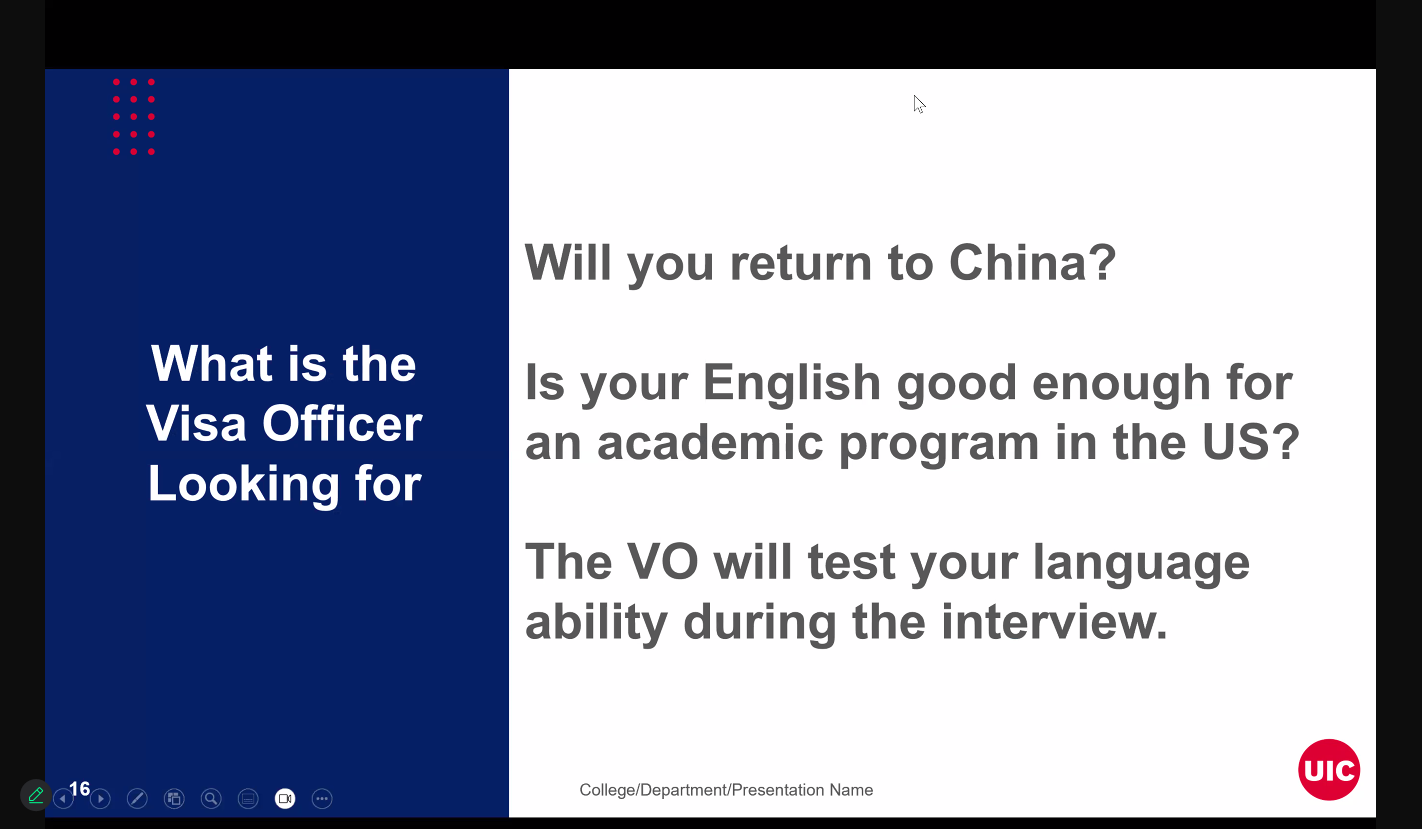 What is the
Visa Officer
Looking for
Will you return to China?
Is your English good enough for
an academic program in the US?
The VO will test your language
ability during the interview.
16
College/Department/Presentation Name
UIC